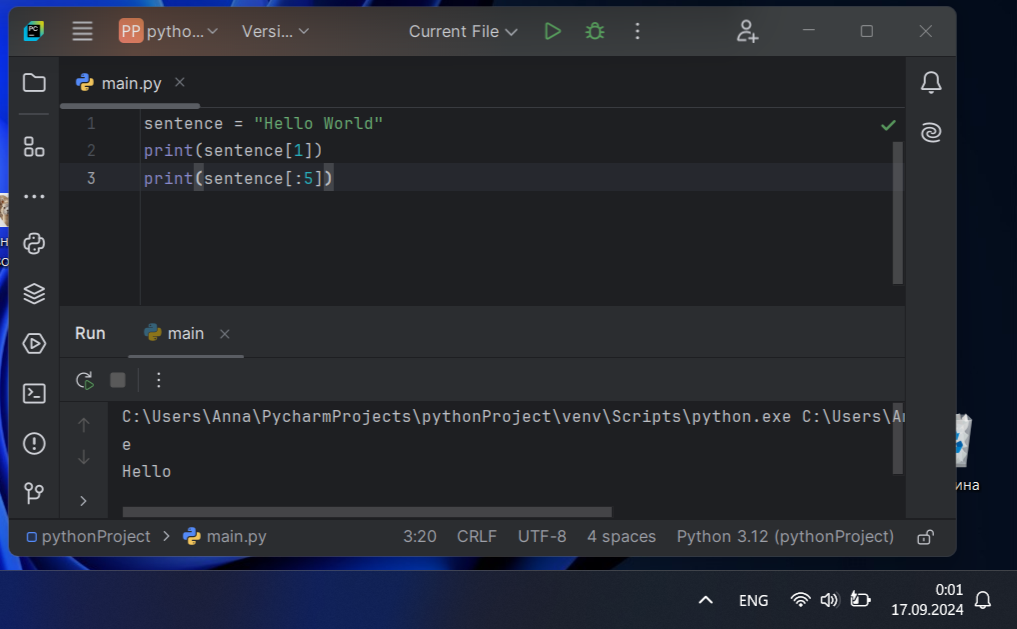 PC
PP pytho... Versi... Current File
main.py
1 sentence = "Hello World"
2 print(sentence[1])
3 print(sentence[:5])
Run main
C:\Users\Anna\PycharmProjects\pythonProject\venv\Scripts\python.exe C:\Users\A
e
Hello
ина
pythonProject > main.py 3:20 CRLF UTF-8 4 spaces Python 3.12 (pythonProject)
ENG 0:01
17.09.2024